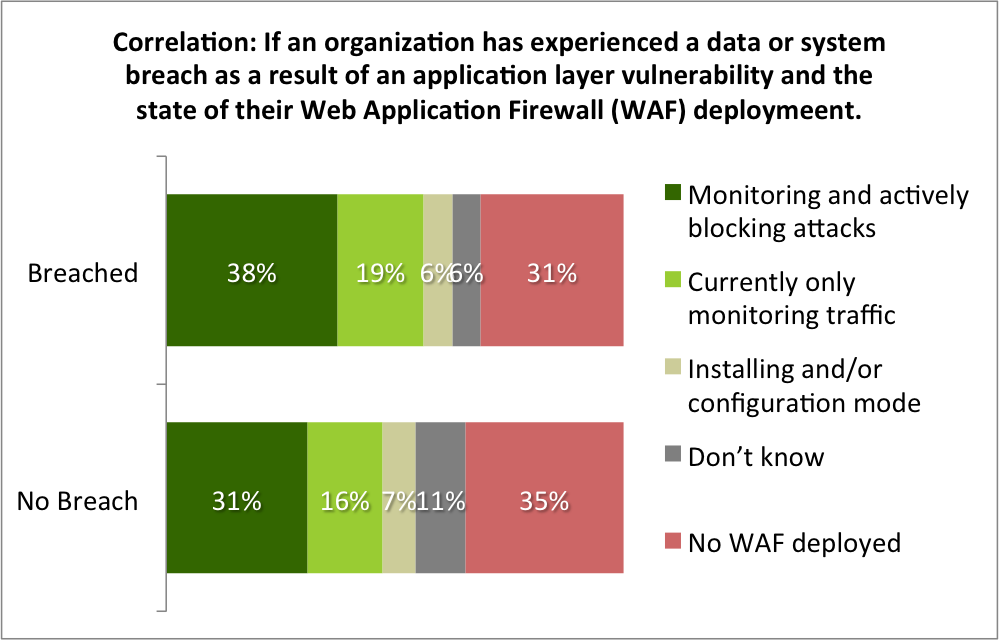 Correlation: If an organization has experienced a data or system
breach as a result of an application layer vulnerability and the
state of their Web Application Firewall (WAF) deploymeent.
Breached
38%
19%
6%
6%
31%
No Breach
31%
16%
7%
11%
35%
Monitoring and actively
blocking attacks
Currently only
monitoring traffic
Installing and/or
configuration mode
Don’t know
No WAF deployed